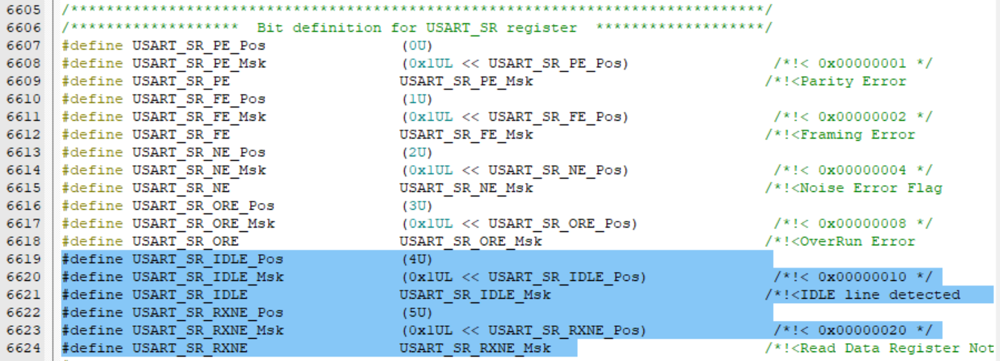 6605 /******************************************************************************/
6606 /******************* Bit definition for USART_SR register *******************/
6607 #define USART_SR_PE_Pos (0U)
6608 #define USART_SR_PE_Msk (0x1UL << USART_SR_PE_Pos) /*!< 0x00000001 */
6609 #define USART_SR_PE USART_SR_PE_Msk /*!<Parity Error
6610 #define USART_SR_FE_Pos (1U)
6611 #define USART_SR_FE_Msk (0x1UL << USART_SR_FE_Pos) /*!< 0x00000002 */
6612 #define USART_SR_FE USART_SR_FE_Msk /*!<Framing Error
6613 #define USART_SR_NE_Pos (2U)
6614 #define USART_SR_NE_Msk (0x1UL << USART_SR_NE_Pos) /*!< 0x00000004 */
6615 #define USART_SR_NE USART_SR_NE_Msk /*!<Noise Error Flag
6616 #define USART_SR_ORE_Pos (3U)
6617 #define USART_SR_ORE_Msk (0x1UL << USART_SR_ORE_Pos) /*!< 0x00000008 */
6618 #define USART_SR_ORE USART_SR_ORE_Msk /*!<OverRun Error
6619 #define USART_SR_IDLE_Pos (4U)
6620 #define USART_SR_IDLE_Msk (0x1UL << USART_SR_IDLE_Pos) /*!< 0x00000010 */
6621 #define USART_SR_IDLE USART_SR_IDLE_Msk /*!<IDLE line detected
6622 #define USART_SR_RXNE_Pos (5U)
6623 #define USART_SR_RXNE_Msk (0x1UL << USART_SR_RXNE_Pos) /*!< 0x00000020 */
6624 #define USART_SR_RXNE USART_SR_RXNE_Msk /*!<Read Data Register Not